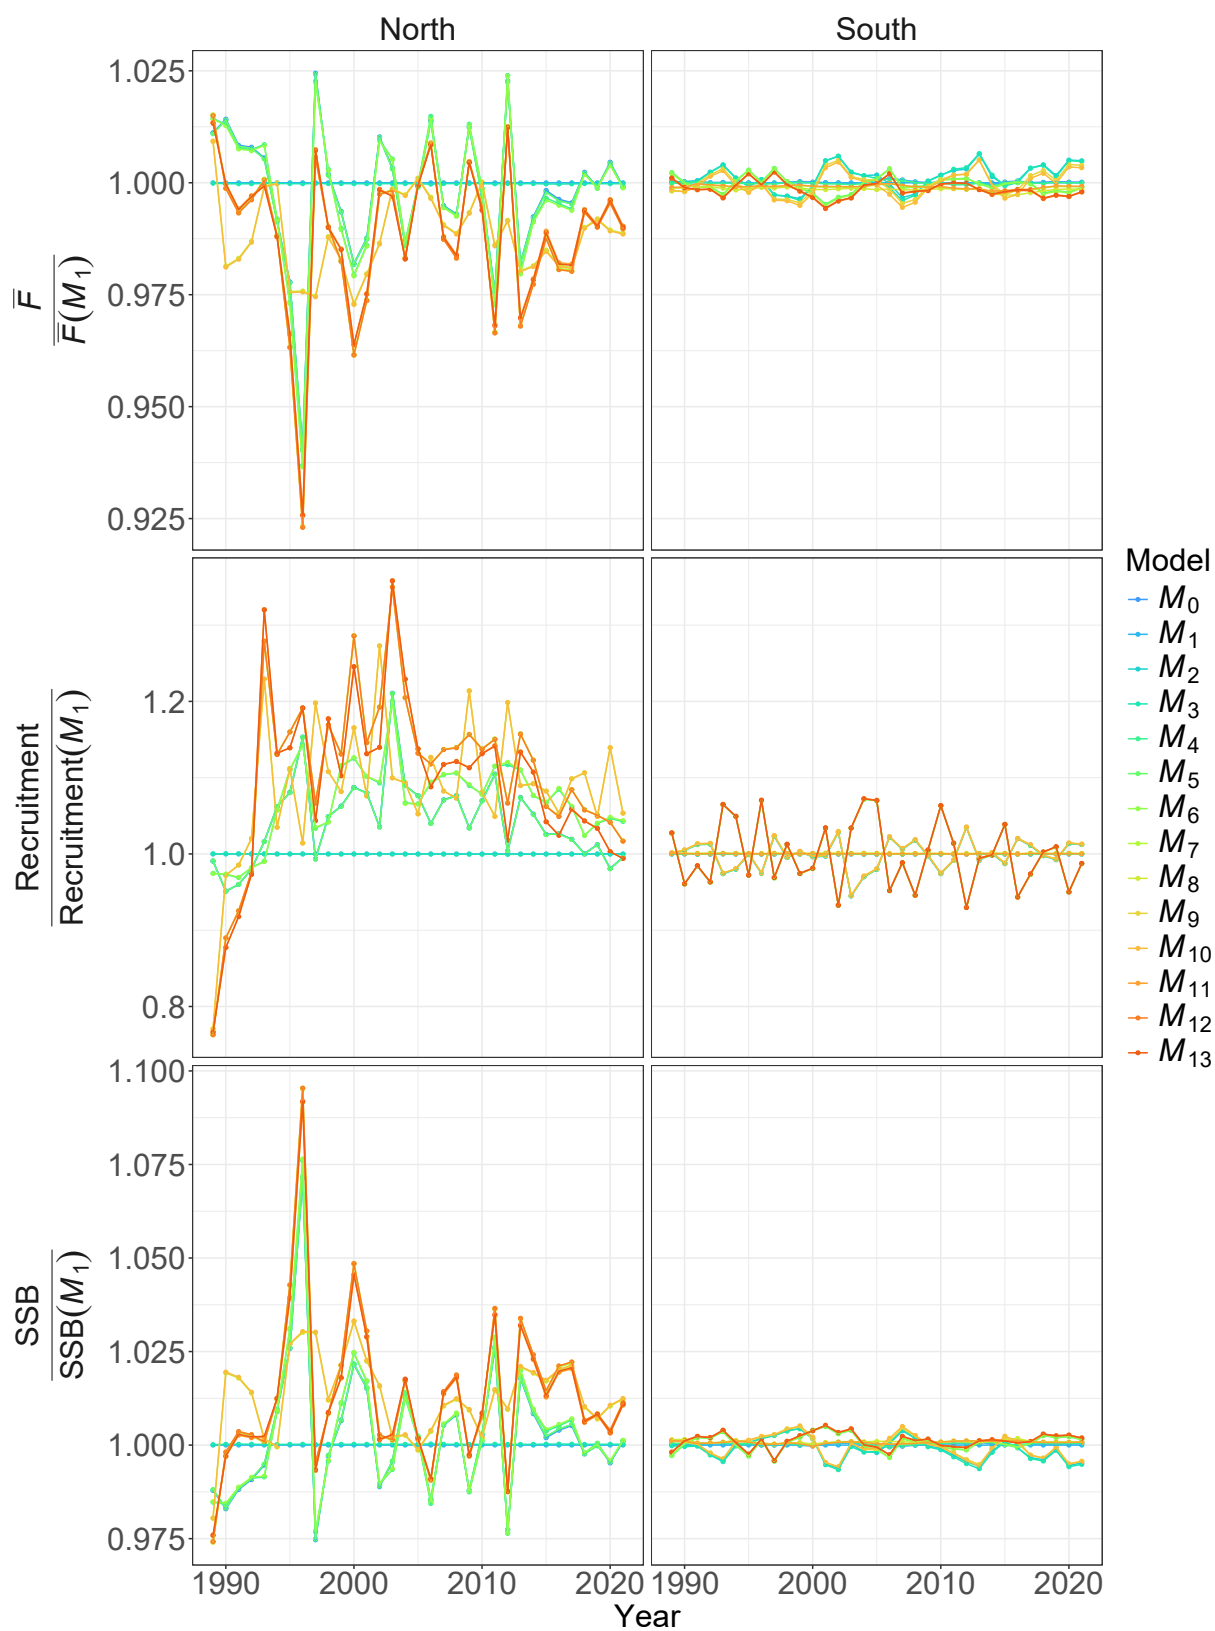 North South
1.025
1.000
0.975
0.950
0.925
F
F(M1)
1.2
1.0
0.8
Recruitment
Recruitment(M1)
1.100
1.075
1.050
1.025
1.000
0.975
SSB
SSB(M1)
1990 2000 2010 2020 1990 2000 2010 2020
Year
Model
M0
M1
M2
M3
M4
M5
M6
M7
M8
M9
M10
M11
M12
M13